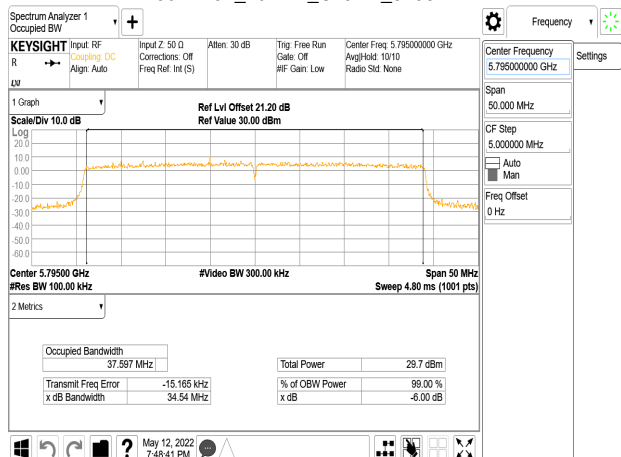 Spectrum Analyzer 1
Occupied BW
Frequency
KEYSIGHT
R
Input: RF
Coupling: DC
Align: Auto
Input Z: 50 Ω
Corrections: Off
Freq Ref: Int (S)
Atten: 30 dB
Trig: Free Run
Gate: Off
#IF Gain: Low
Center Freq: 5.795000000 GHz
Avg|Hold: 10/10
Radio Std: None
Center Frequency
5.795000000 GHz
Settings
Span
50.000 MHz
CF Step
5.000000 MHz
Auto
Man
Freq Offset
0 Hz
1 Graph
Scale/Div 10.0 dB
Ref Lvl Offset 21.20 dB
Ref Value 30.00 dBm
Log
20.0
10.0
0.00
-10.0
-20.0
-30.0
-40.0
-50.0
-60.0
Center 5.79500 GHz
#Video BW 300.00 kHz
Span 50 MHz
#Res BW 100.00 kHz
Sweep 4.80 ms (1001 pts)
2 Metrics
Occupied Bandwidth
37.597 MHz
Total Power 29.7 dBm
Transmit Freq Error -15.165 kHz
% of OBW Power 99.00 %
x dB Bandwidth 34.54 MHz
x dB -6.00 dB
?
May 12, 2022
7:48:41 PM